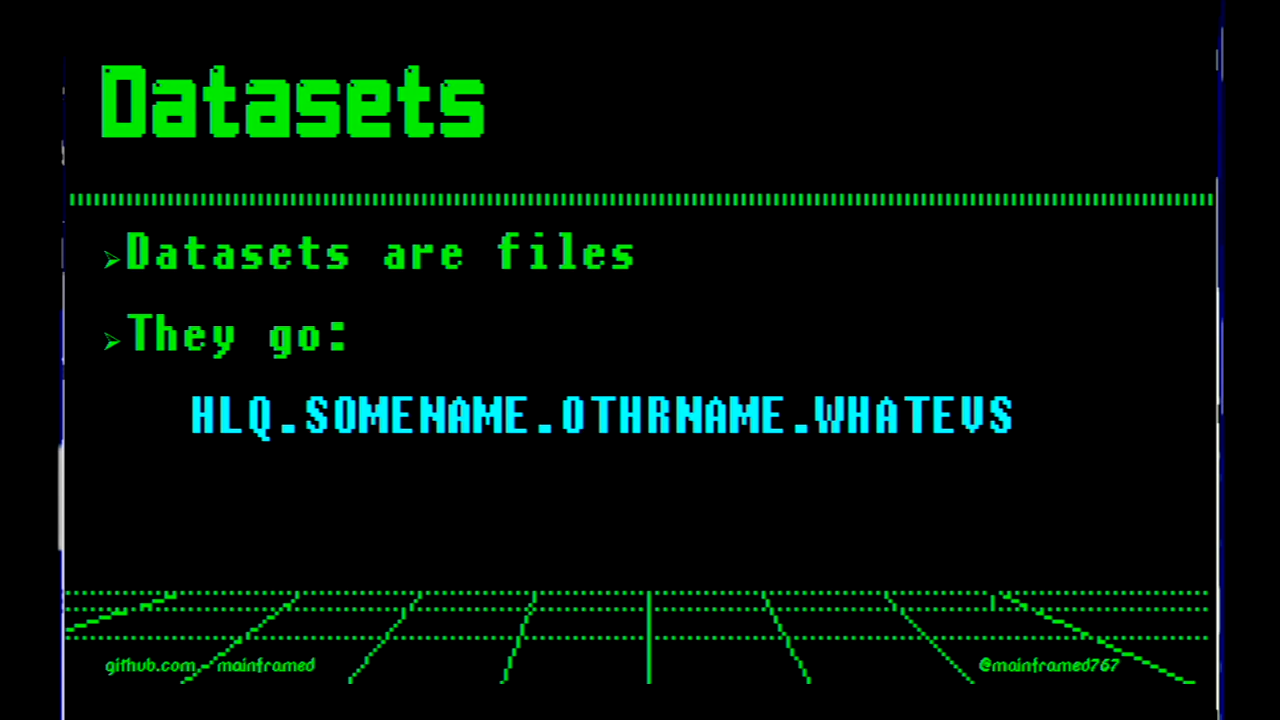 Datasets
➢Datasets are files
➢They go:
HLQ.SOMENAME.OTHRNAME.WHATEVS
github.com - mainframed
@mainframed767